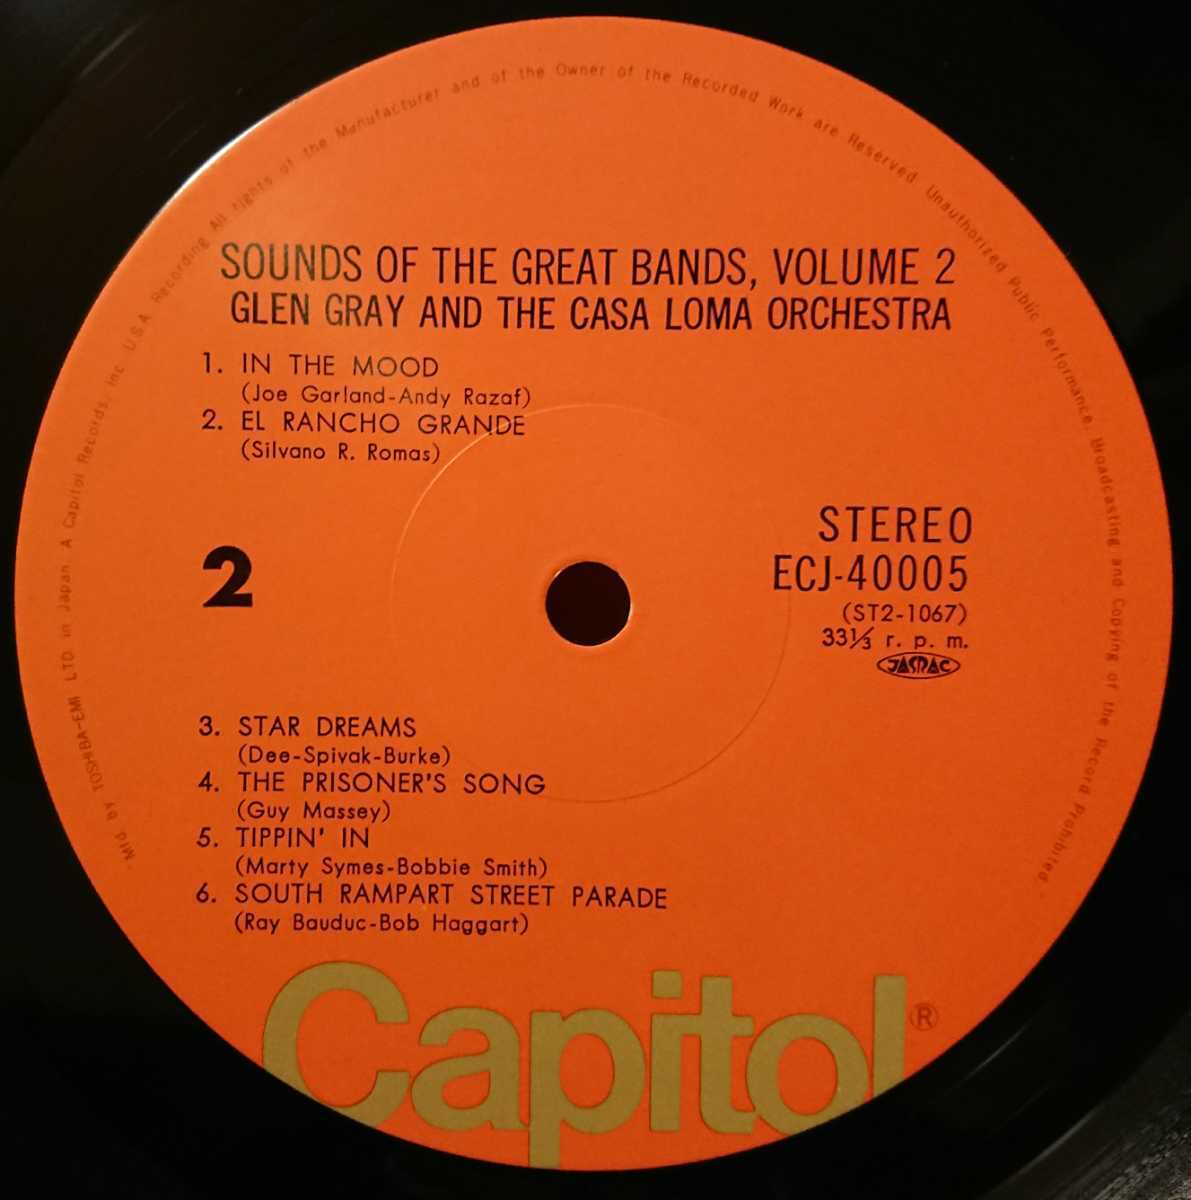 Mfd by TOSHIBA-EMI LTD. in Japan. A Capitol Records, Inc. U.S.A. Recording All rights of the Manufacturer and of the Owner of the Recorded Work are Reserved Unauthorized Public Performance, Broadcasting and Copying of the Record Prohibited.
SOUNDS OF THE GREAT BANDS, VOLUME 2
GLEN GRAY AND THE CASA LOMA ORCHESTRA
1. IN THE MOOD
(Joe Garland-Andy Razaf)
2. EL RANCHO GRANDE
(Silvano R. Romas)
2
STEREO
ECJ-40005
(ST2-1067)
33⅓ r. p. m.
JASRAC
3. STAR DREAMS
(Dee-Spivak-Burke)
4. THE PRISONER'S SONG
(Guy Massey)
5. TIPPIN' IN
(Marty Symes-Bobbie Smith)
6. SOUTH RAMPART STREET PARADE
(Ray Bauduc-Bob Haggart)
Capitol®